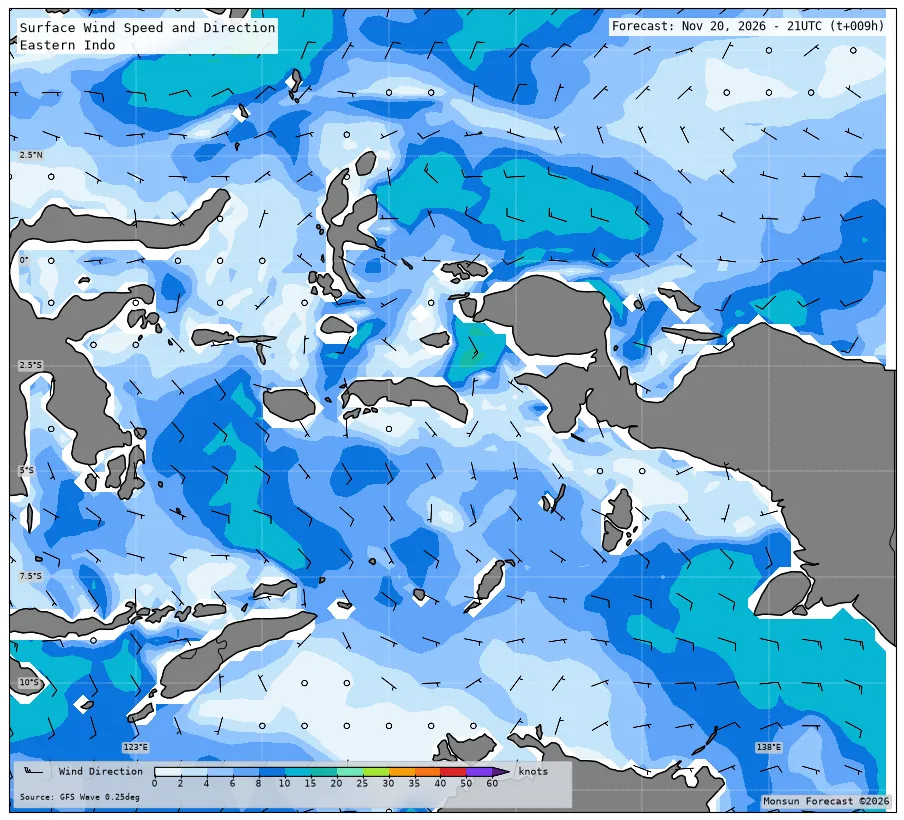 Surface Wind Speed and Direction
Eastern Indo
Forecast: Nov 20, 2026 - 21UTC (t+009h)
2.5°N
0°
2.5°S
5°S
7.5°S
10°S
123°E
138°E
Wind Direction
knots
0 2 4 6 8 10 15 20 25 30 35 40 50 60
Source: GFS Wave 0.25deg
Monsun Forecast ©2026